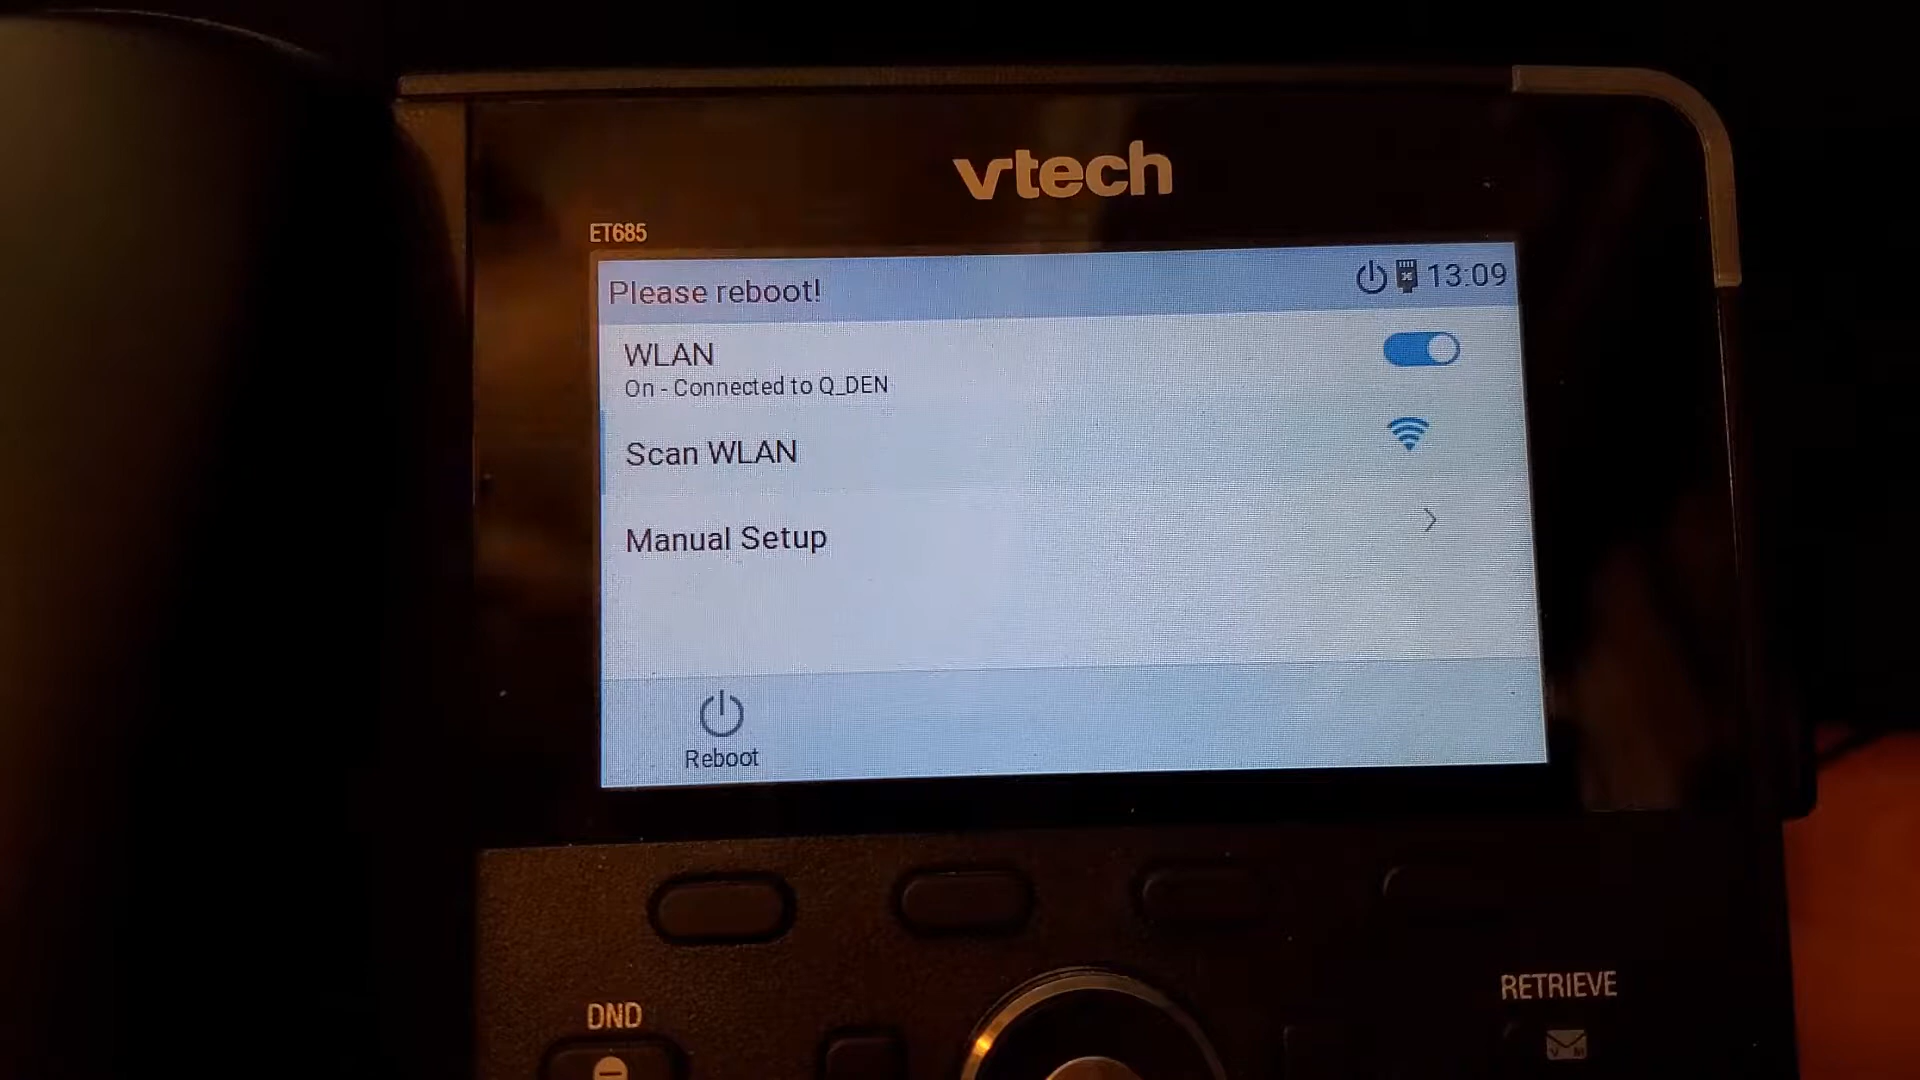 vtech
ET685
Please reboot! 13:09
WLAN
On - Connected to Q_DEN
Scan WLAN
Manual Setup
Reboot
RETRIEVE
DND